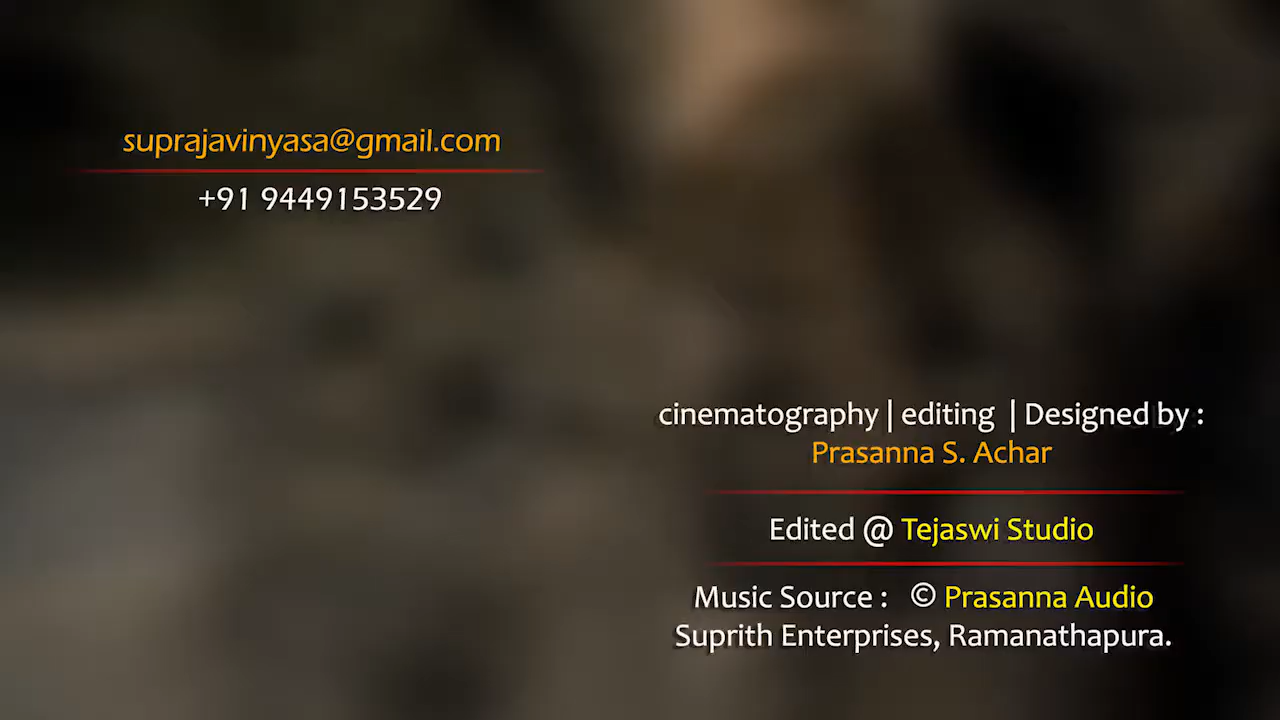 suprajavinyasa@gmail.com
+91 9449153529
cinematography | editing | Designed by :
Prasanna S. Achar
Edited @ Tejaswi Studio
Music Source : © Prasanna Audio
Suprith Enterprises, Ramanathapura.